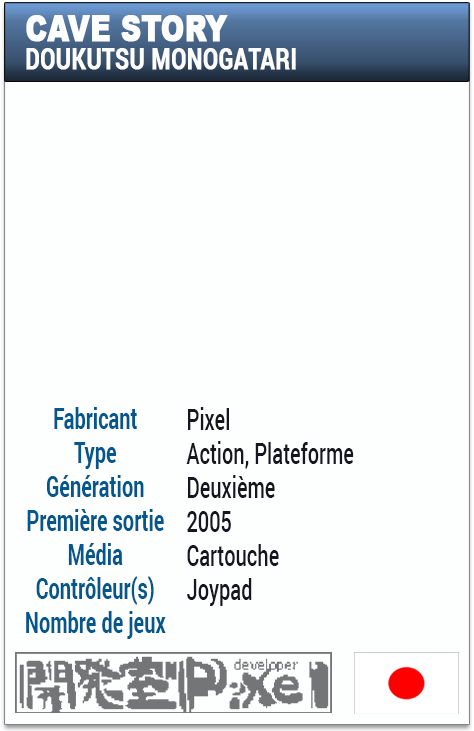 CAVE STORY
DOUKUTSU MONOGATARI
Fabricant Pixel
Type Action, Plateforme
Génération Deuxième
Première sortie 2005
Média Cartouche
Contrôleur(s) Joypad
Nombre de jeux
developer
開発室Pixel